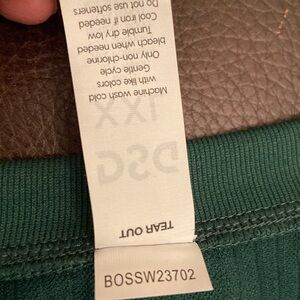 TEAR OUT
Machine wash cold
with like colors
Gentle cycle
Only non-chlorine
bleach when needed
Tumble dry low
Cool iron if needed
Do not use softeners
DSG
BOSSW23702